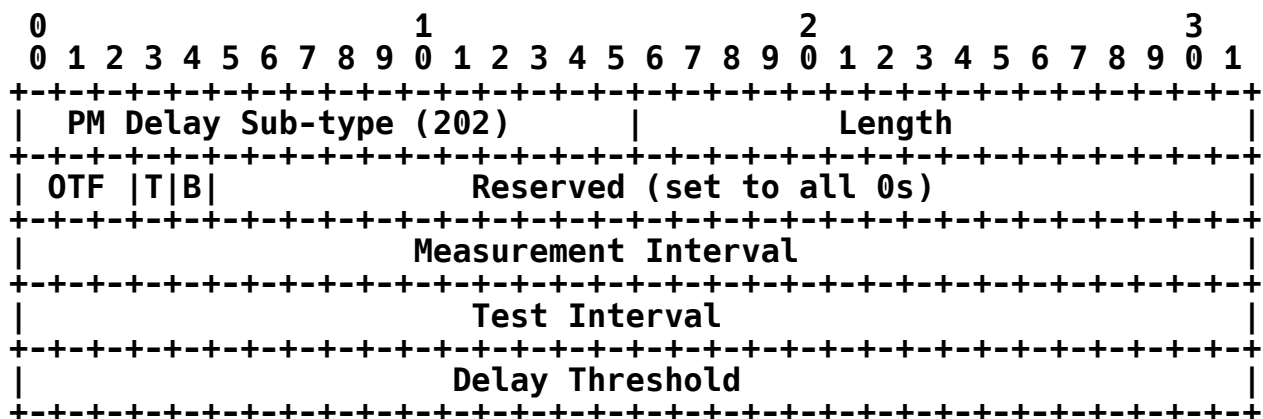 0                   1                   2                   3
 0 1 2 3 4 5 6 7 8 9 0 1 2 3 4 5 6 7 8 9 0 1 2 3 4 5 6 7 8 9 0 1
+-+-+-+-+-+-+-+-+-+-+-+-+-+-+-+-+-+-+-+-+-+-+-+-+-+-+-+-+-+-+-+-+
|  PM Delay Sub-type (202)      |          Length               |
+-+-+-+-+-+-+-+-+-+-+-+-+-+-+-+-+-+-+-+-+-+-+-+-+-+-+-+-+-+-+-+-+
| OTF |T|B|             Reserved (set to all 0s)                |
+-+-+-+-+-+-+-+-+-+-+-+-+-+-+-+-+-+-+-+-+-+-+-+-+-+-+-+-+-+-+-+-+
|                    Measurement Interval                       |
+-+-+-+-+-+-+-+-+-+-+-+-+-+-+-+-+-+-+-+-+-+-+-+-+-+-+-+-+-+-+-+-+
|                       Test Interval                           |
+-+-+-+-+-+-+-+-+-+-+-+-+-+-+-+-+-+-+-+-+-+-+-+-+-+-+-+-+-+-+-+-+
|                      Delay Threshold                          |
+-+-+-+-+-+-+-+-+-+-+-+-+-+-+-+-+-+-+-+-+-+-+-+-+-+-+-+-+-+-+-+-+